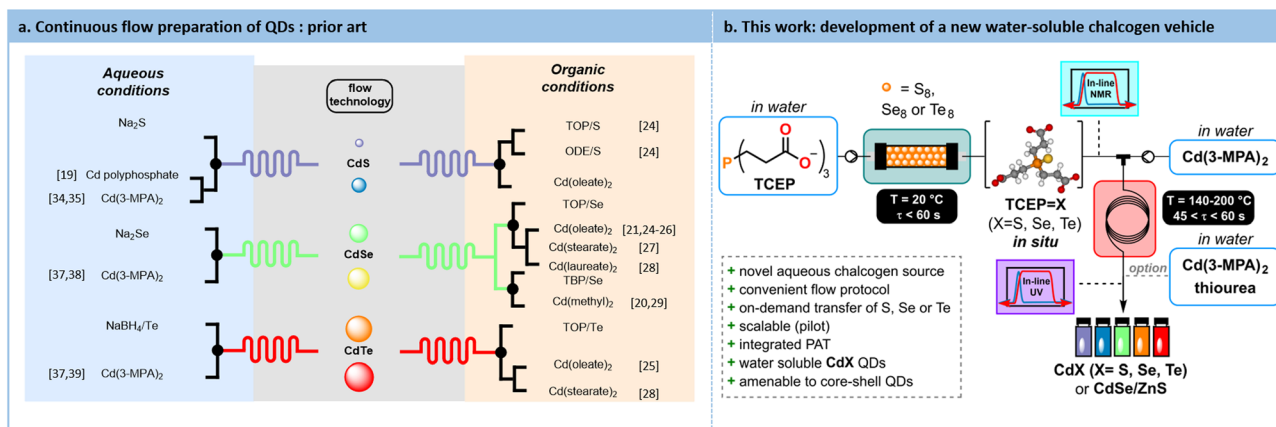 a. Continuous flow preparation of QDs : prior art
Aqueous
conditions
flow
technology
Organic
conditions
Na2S
[19] Cd polyphosphate
[34,35] Cd(3-MPA)2
CdS
TOP/S [24]
ODE/S [24]
Cd(oleate)2
Na2Se
[37,38] Cd(3-MPA)2
CdSe
TOP/Se
Cd(oleate)2 [21,24-26]
Cd(stearate)2 [27]
Cd(laureate)2 [28]
TBP/Se
Cd(methyl)2 [20,29]
NaBH4/Te
[37,39] Cd(3-MPA)2
CdTe
TOP/Te
Cd(oleate)2 [25]
Cd(stearate)2 [28]
b. This work: development of a new water-soluble chalcogen vehicle
in water
P
O
O−
3
TCEP
= S8,
Se8 or Te8
T = 20 °C
τ < 60 s
TCEP=X
(X=S, Se, Te)
in situ
In-line
NMR
in water
Cd(3-MPA)2
T = 140-200 °C
45 < τ < 60 s
in water
Cd(3-MPA)2
thiourea
option
In-line
UV
+ novel aqueous chalcogen source
+ convenient flow protocol
+ on-demand transfer of S, Se or Te
+ scalable (pilot)
+ integrated PAT
+ water soluble CdX QDs
+ amenable to core-shell QDs
CdX (X= S, Se, Te)
or CdSe/ZnS